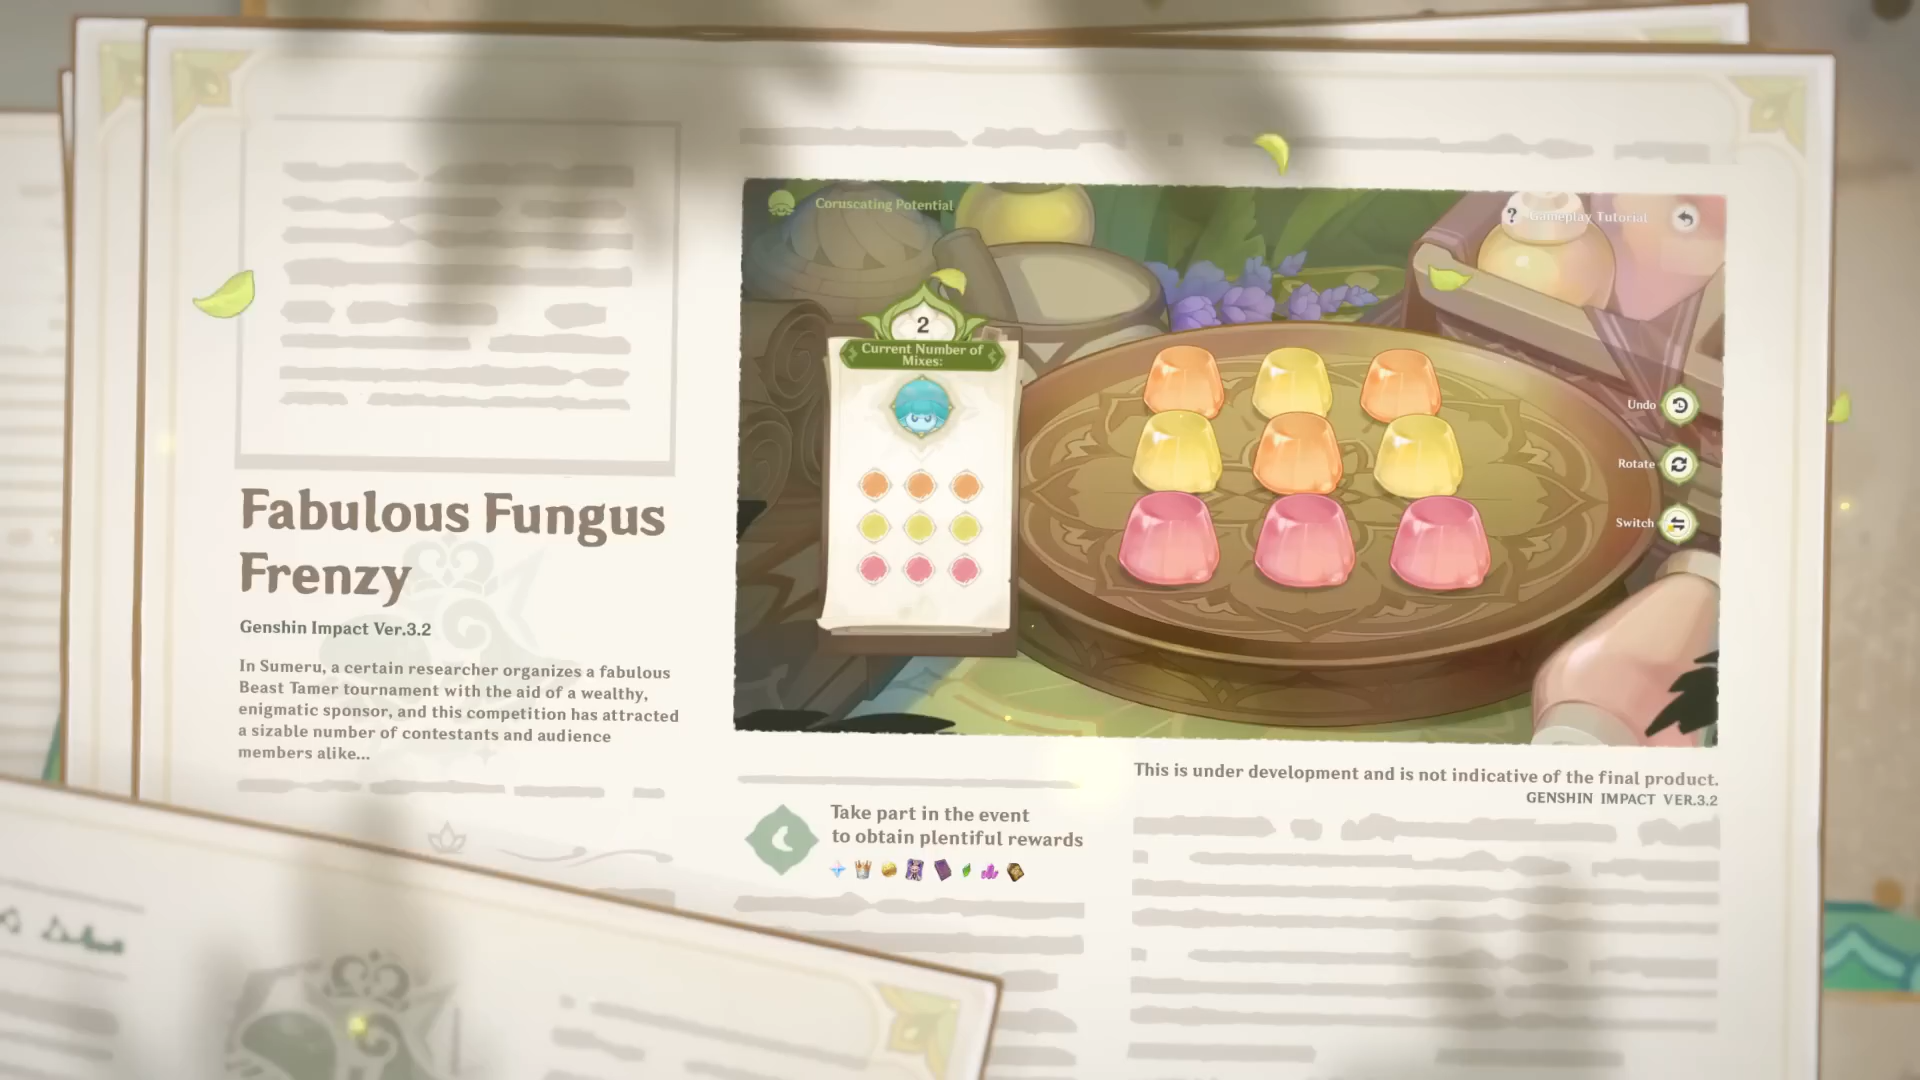 Coruscating Potential
? Gameplay Tutorial
2
Current Number of
Mixes:
Undo
Rotate
Switch
Fabulous Fungus
Frenzy
Genshin Impact Ver.3.2
In Sumeru, a certain researcher organizes a fabulous
Beast Tamer tournament with the aid of a wealthy,
enigmatic sponsor, and this competition has attracted
a sizable number of contestants and audience
members alike...
This is under development and is not indicative of the final product.
GENSHIN IMPACT VER.3.2
Take part in the event
to obtain plentiful rewards